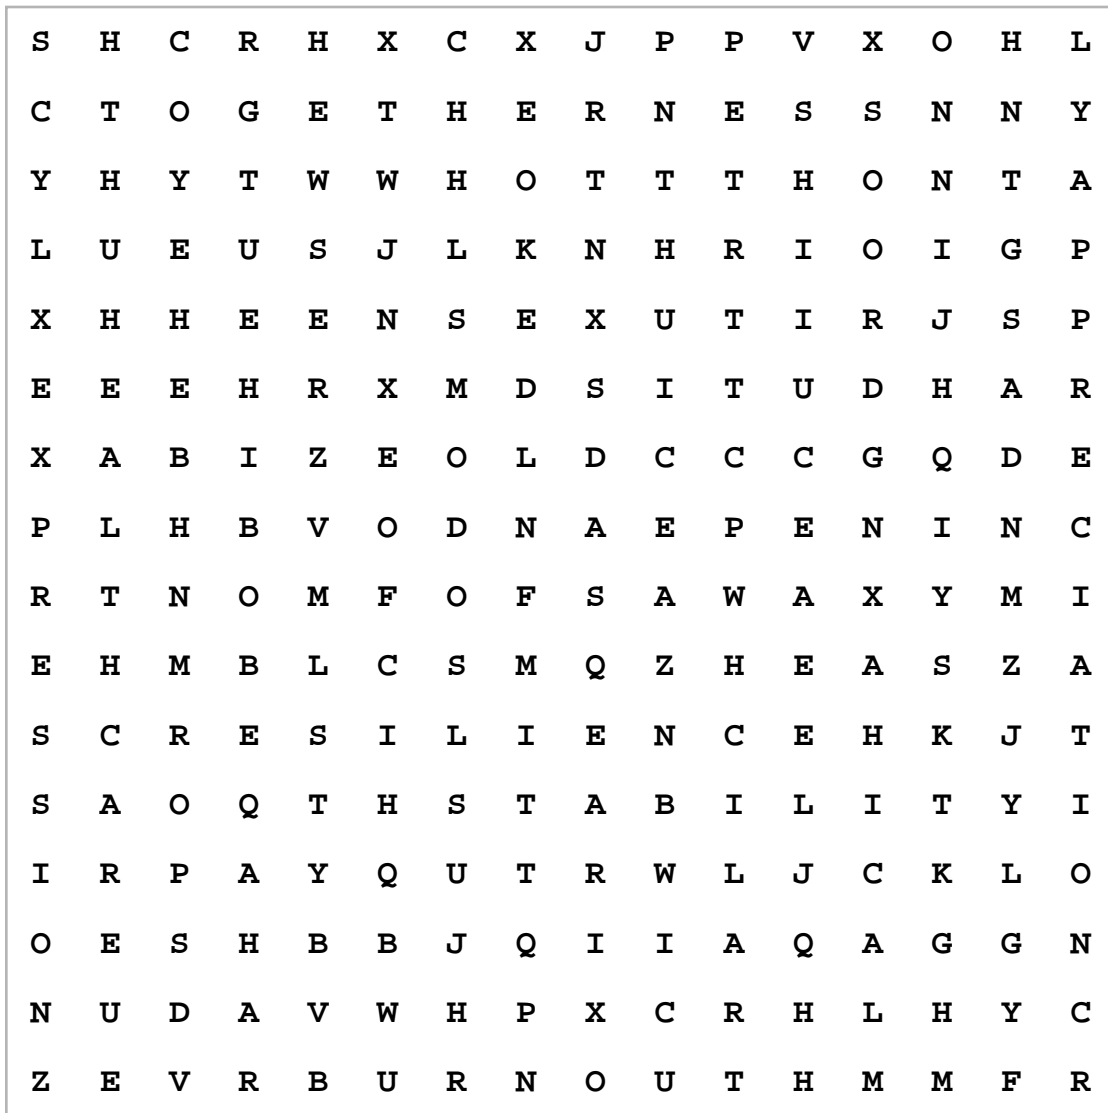 S H C R H X C X J P P V X O H L
C T O G E T H E R N E S S N N Y
Y H Y T W W H O T T T H O N T A
L U E U S J L K N H R I O I G P
X H H E E N S E X U T I R J S P
E E E H R X M D S I T U D H A R
X A B I Z E O L D C C C G Q D E
P L H B V O D N A E P E N I N C
R T N O M F O F S A W A X Y M I
E H M B L C S M Q Z H E A S Z A
S C R E S I L I E N C E H K J T
S A O Q T H S T A B I L I T Y I
I R P A Y Q U T R W L J C K L O
O E S H B B J Q I I A Q A G G N
N U D A V W H P X C R H L H Y C
Z E V R B U R N O U T H M M F R